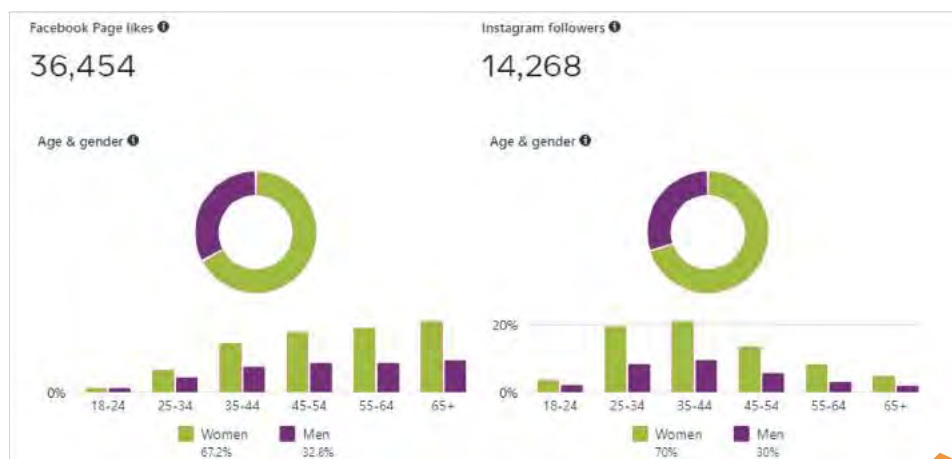 Facebook Page likes
36,454
Age & gender
0%
18-24 25-34 35-44 45-54 55-64 65+
Women Men
67.2% 32.8%
Instagram followers
14,268
Age & gender
20%
0%
18-24 25-34 35-44 45-54 55-64 65+
Women Men
70% 30%